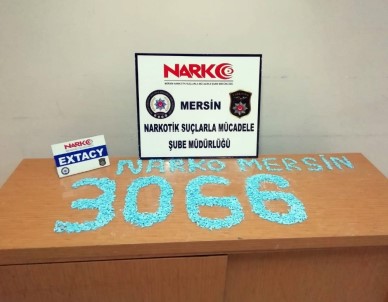 NARKO
MERSİN
NARKOTİK SUÇLARLA MÜCADELE
ŞUBE MÜDÜRLÜĞÜ
NARKO
EXTACY
NARKO MERSİN
3066